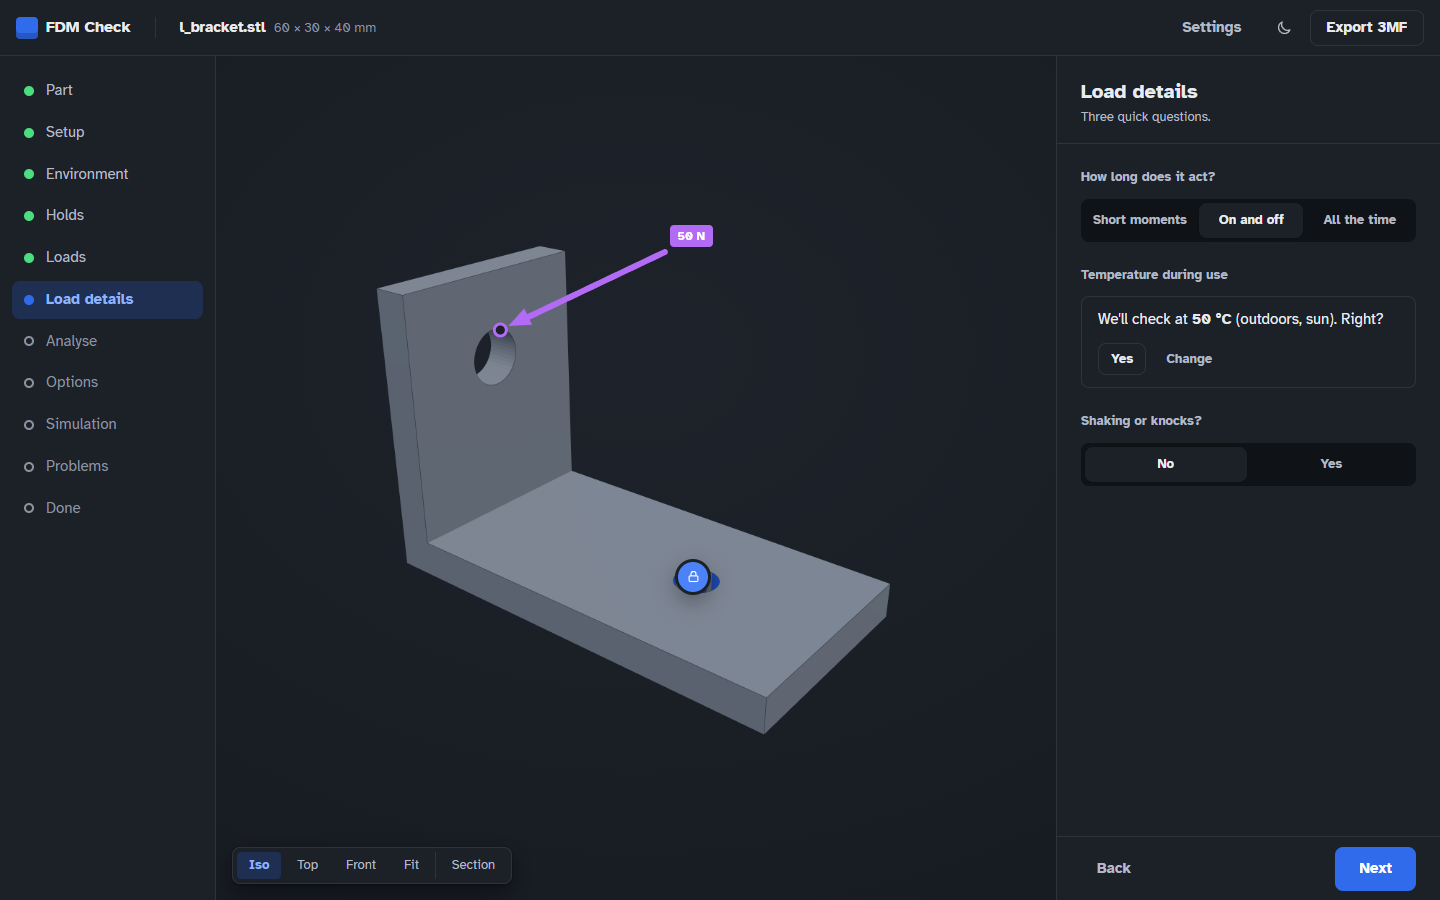 FDM Check
l_bracket.stl 60 × 30 × 40 mm
Settings
Export 3MF
Part
Setup
Environment
Holds
Loads
Load details
Analyse
Options
Simulation
Problems
Done
50 N
Iso
Top
Front
Fit
Section
Load details
Three quick questions.
How long does it act?
Short moments
On and off
All the time
Temperature during use
We'll check at 50 °C (outdoors, sun). Right?
Yes
Change
Shaking or knocks?
No
Yes
Back
Next